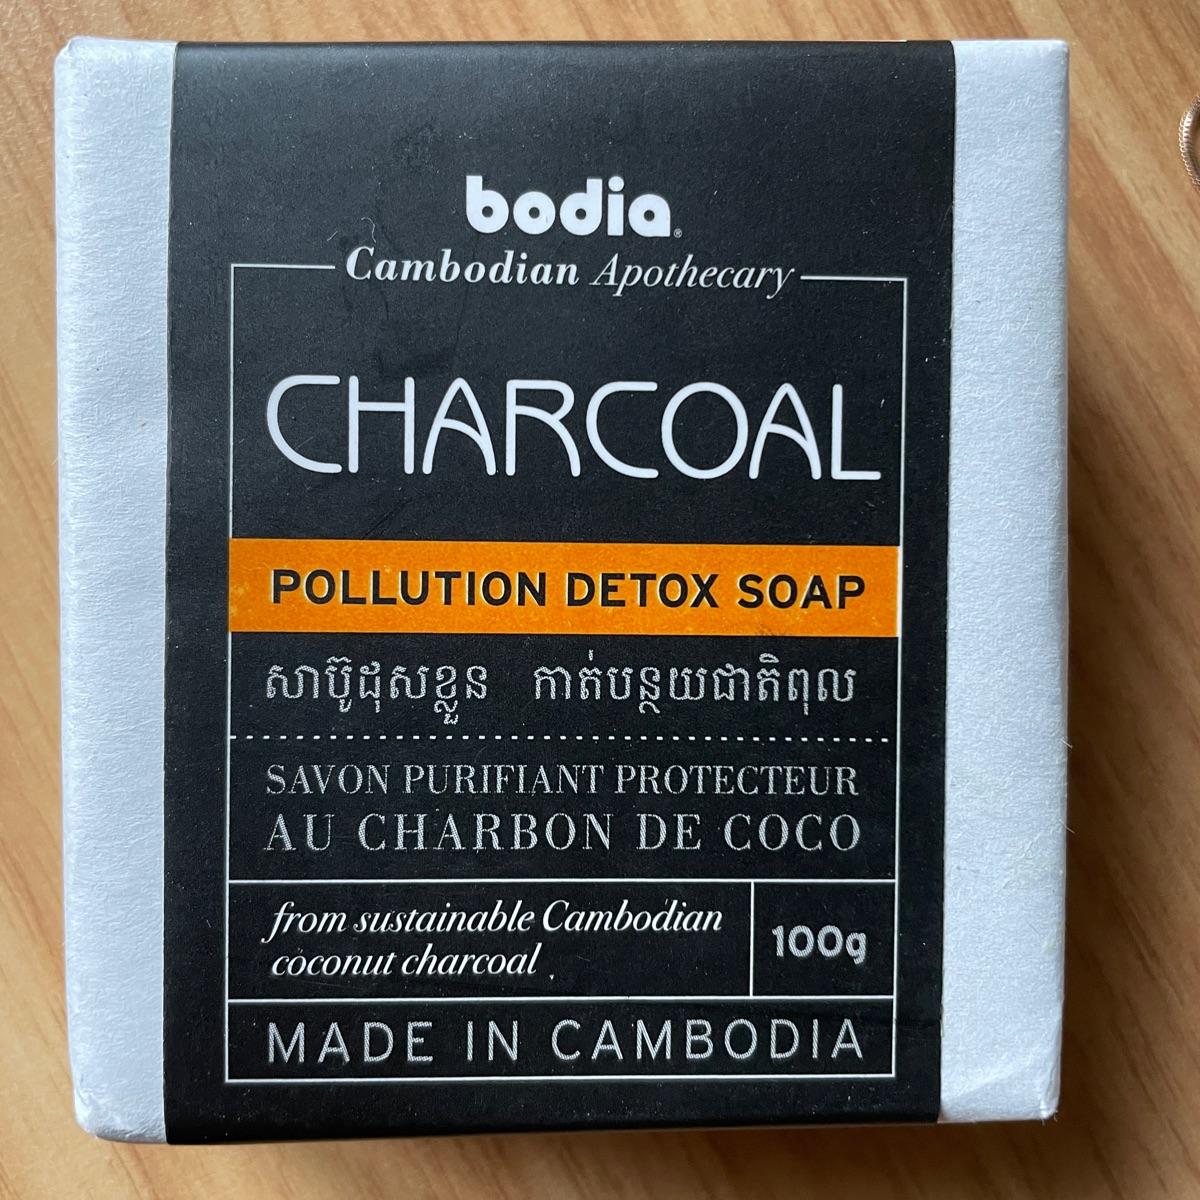 bodia®
Cambodian Apothecary
CHARCOAL
POLLUTION DETOX SOAP
សាប៊ូដុសខ្លួន កាត់បន្ថយជាតិពុល
SAVON PURIFIANT PROTECTEUR
AU CHARBON DE COCO
from sustainable Cambodian
coconut charcoal
100g
MADE IN CAMBODIA